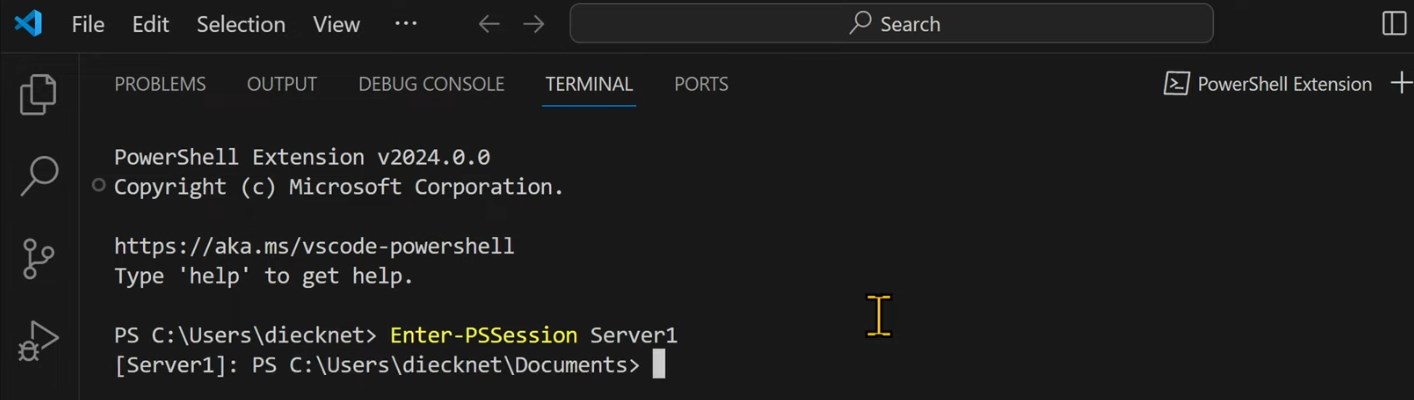 File Edit Selection View ··· Search
PROBLEMS OUTPUT DEBUG CONSOLE TERMINAL PORTS PowerShell Extension
PowerShell Extension v2024.0.0
Copyright (c) Microsoft Corporation.
https://aka.ms/vscode-powershell
Type 'help' to get help.
PS C:\Users\diecknet> Enter-PSSession Server1
[Server1]: PS C:\Users\diecknet\Documents>